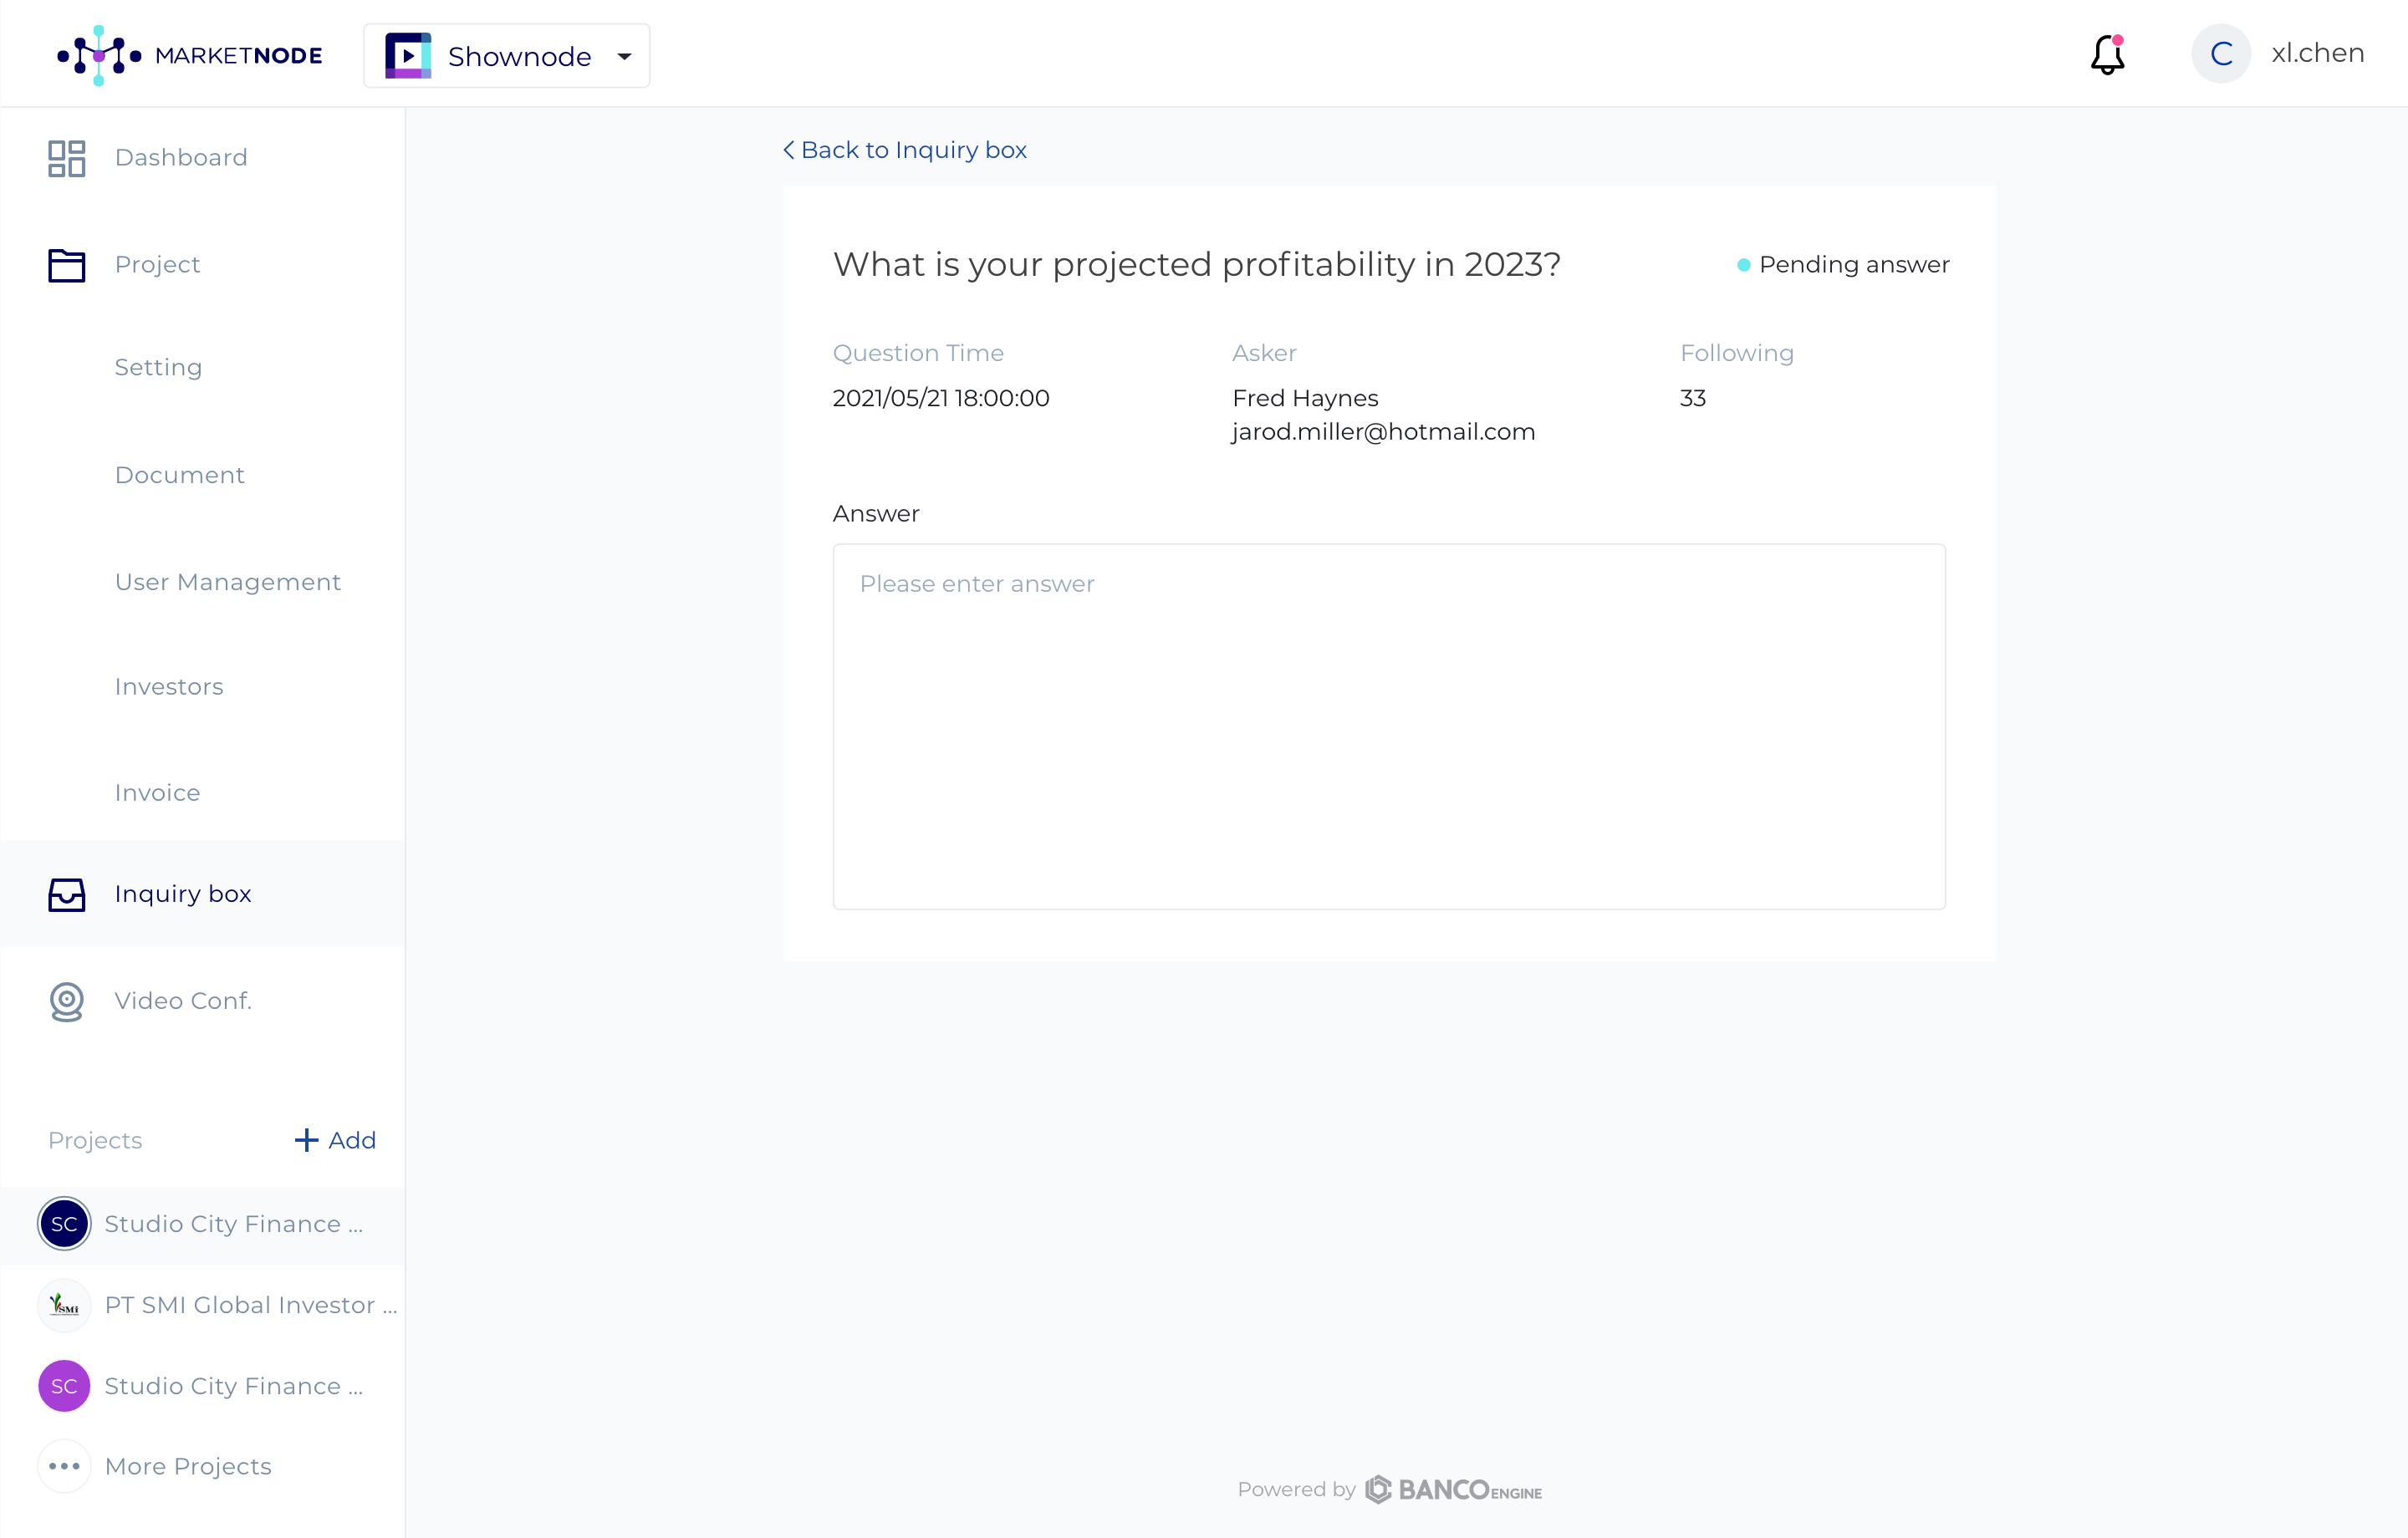 MARKETNODE
Shownode
C
xl.chen
Dashboard
Project
Setting
Document
User Management
Investors
Invoice
Inquiry box
Video Conf.
Projects
Add
SC
Studio City Finance ...
SMi
PT SMI Global Investor ...
SC
Studio City Finance ...
More Projects
Back to Inquiry box
What is your projected profitability in 2023?
Pending answer
Question Time
Asker
Following
2021/05/21 18:00:00
Fred Haynes
33
jarod.miller@hotmail.com
Answer
Please enter answer
Powered by BANCO ENGINE